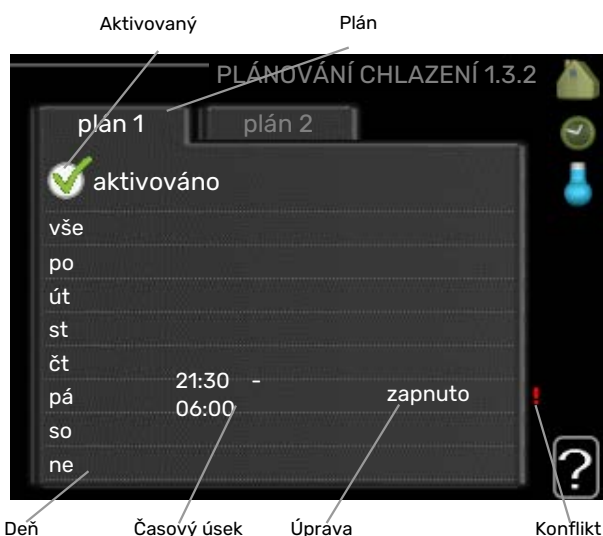 Aktivovaný Plán
PLÁNOVÁNÍ CHLAZENÍ 1.3.2
plán 1 plán 2
aktivováno
vše
po
út
st
čt
pá 21:30 - 06:00 zapnuto !
so
ne
?
Deň Časový úsek Úprava Konflikt